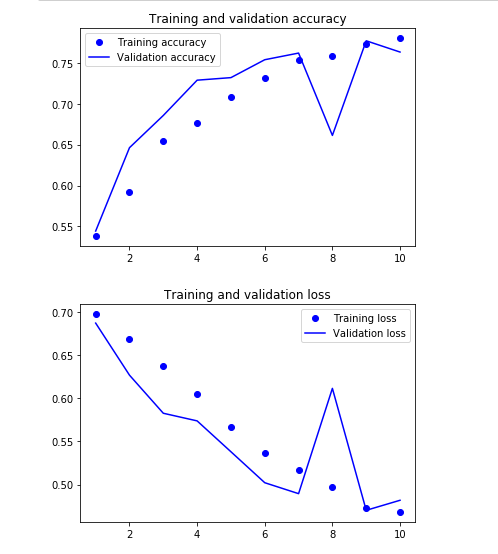 Training and validation accuracy
Training accuracy
Validation accuracy
0.75
0.70
0.65
0.60
0.55
2 4 6 8 10
Training and validation loss
0.70
Training loss
Validation loss
0.65
0.60
0.55
0.50
2 4 6 8 10